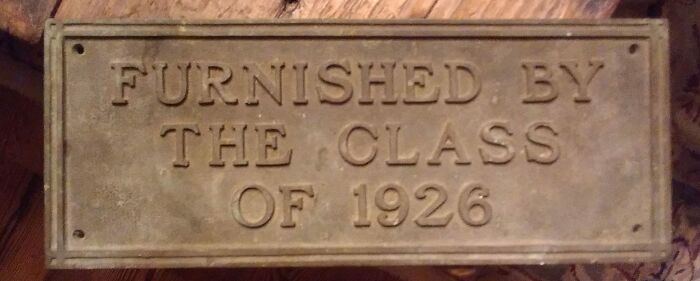 FURNISHED BY
THE CLASS
OF 1926